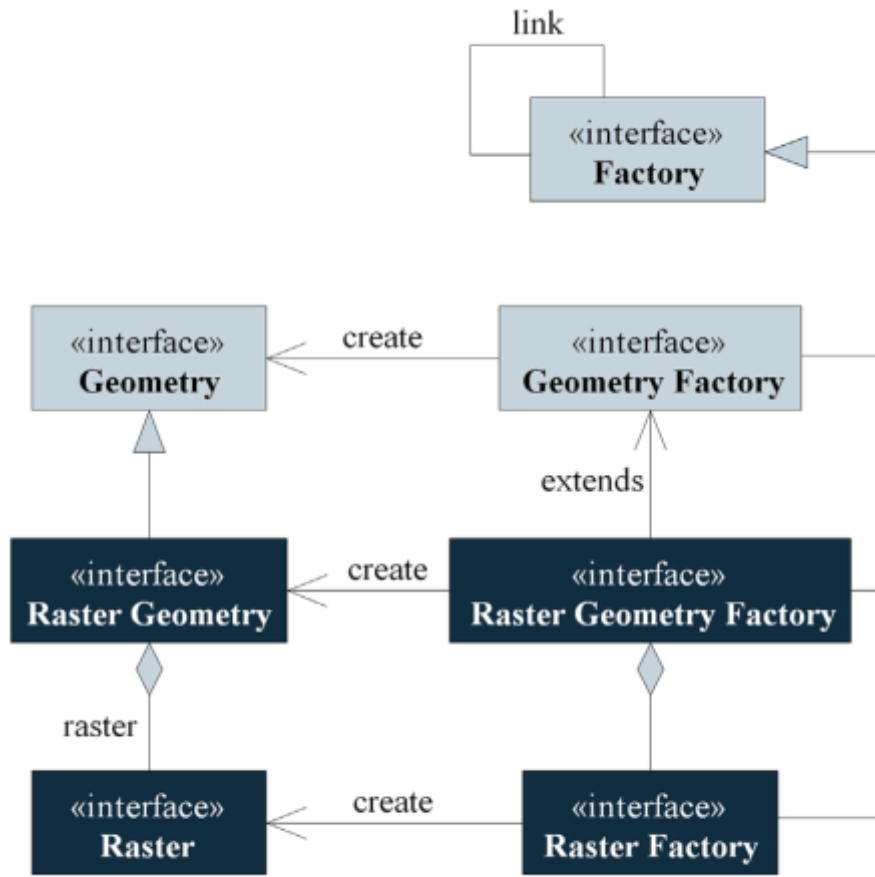 link
«interface»
Factory
«interface»
Geometry
create
«interface»
Geometry Factory
extends
«interface»
Raster Geometry
create
«interface»
Raster Geometry Factory
raster
«interface»
Raster
create
«interface»
Raster Factory